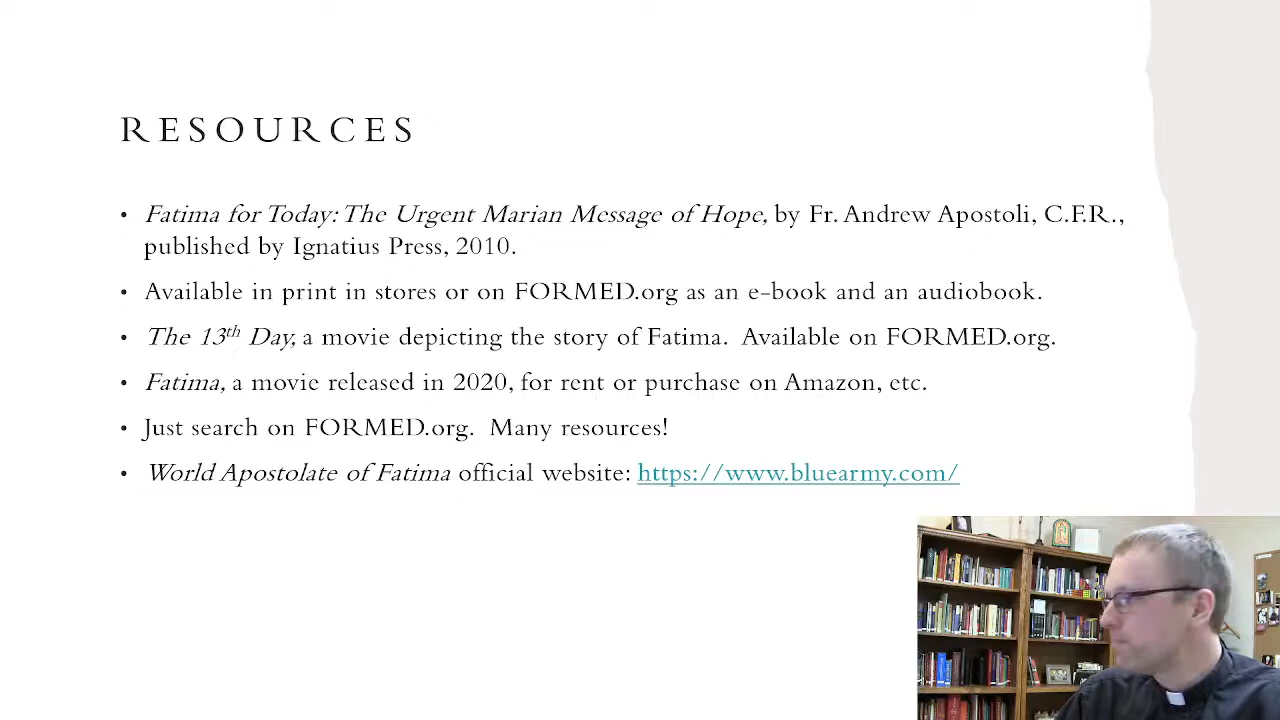 RESOURCES
• Fatima for Today: The Urgent Marian Message of Hope, by Fr. Andrew Apostoli, C.F.R.,
published by Ignatius Press, 2010.
• Available in print in stores or on FORMED.org as an e-book and an audiobook.
• The 13th Day, a movie depicting the story of Fatima.  Available on FORMED.org.
• Fatima, a movie released in 2020, for rent or purchase on Amazon, etc.
• Just search on FORMED.org.  Many resources!
• World Apostolate of Fatima official website: https://www.bluearmy.com/